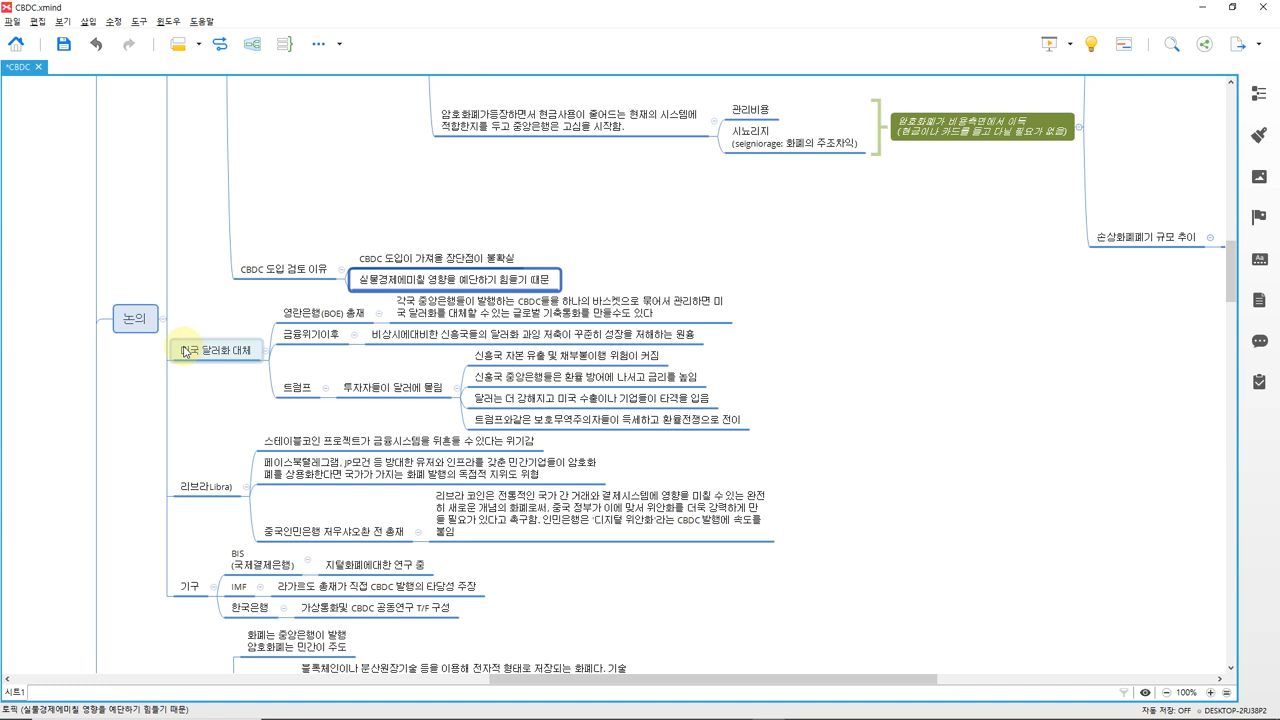 CBDC.xmind
파일 편집 보기 삽입 수정 도구 윈도우 도움말
*CBDC
암호화폐가등장하면서 현금사용이 줄어드는 현재의 시스템에
적합한지를 두고 중앙은행은 고심을 시작함.
관리비용
시뇨리지
(seigniorage: 화폐의 주조차익)
암호화폐가 비용측면에서 이득
(현금이나 카드를 들고 다닐 필요가 없음)
손상화폐폐기 규모 추이
CBDC 도입 검토 이유
CBDC 도입이 가져올 장단점이 불확실
실물경제에미칠 영향을 예단하기 힘들기 때문
논의
미국 달러화 대체
영란은행(BOE) 총재
각국 중앙은행들이 발행하는 CBDC들을 하나의 바스켓으로 묶어서 관리하면 미
국 달러화를 대체할 수 있는 글로벌 기축통화를 만들수도 있다
금융위기이후
비상시에대비한 신흥국들의 달러화 과잉 저축이 꾸준히 성장을 저해하는 원흉
트럼프
투자자들이 달러에 몰림
신흥국 자본 유출 및 채부불이행 위험이 커짐
신흥국 중앙은행들은 환율 방어에 나서고 금리를 높임
달러는 더 강해지고 미국 수출이나 기업들이 타격을 입음
트럼프와같은 보호무역주의자들이 득세하고 환율전쟁으로 전이
리브라Libra)
스테이블코인 프로젝트가 금융시스템을 뒤흔들 수 있다는 위기감
페이스북텔레그램. JP모건 등 방대한 유저와 인프라를 갖춘 민간기업들이 암호화
폐를 상용화한다면 국가가 가지는 화폐 발행의 독점적 지위도 위협
중국인민은행 저우샤오환 전 총재
리브라 코인은 전통적인 국가 간 거래와 결제시스템에 영향을 미칠 수 있는 완전
히 새로운 개념의 화폐로써. 중국 정부가 이에 맞서 위안화를 더욱 강력하게 만
들 필요가 있다고 촉구함. 인민은행은 '디지털 위안화'라는 CBDC 발행에 속도를
붙임
기구
BIS
(국제결제은행)
지털화폐에대한 연구 중
IMF
라가르도 총재가 직접 CBDC 발행의 타당성 주장
한국은행
가상통화및 CBDC 공동연구 T/F 구성
화폐는 중앙은행이 발행
암호화폐는 민간이 주도
블록체인이나 분산원장기술 등을 이용해 전자적 형태로 저장되는 화폐다. 기술
시트1
100%
토픽 (실물경제에미칠 영향을 예단하기 힘들기 때문)
자동 저장: OFF
DESKTOP-2RJ38P2